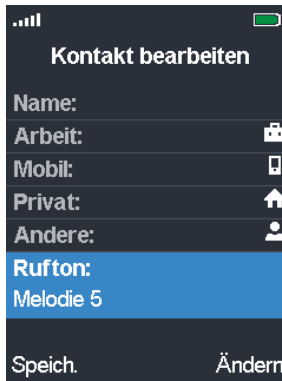 Kontakt bearbeiten
Name:
Arbeit:
Mobil:
Privat:
Andere:
Rufton:
Melodie 5
Speich. Ändern